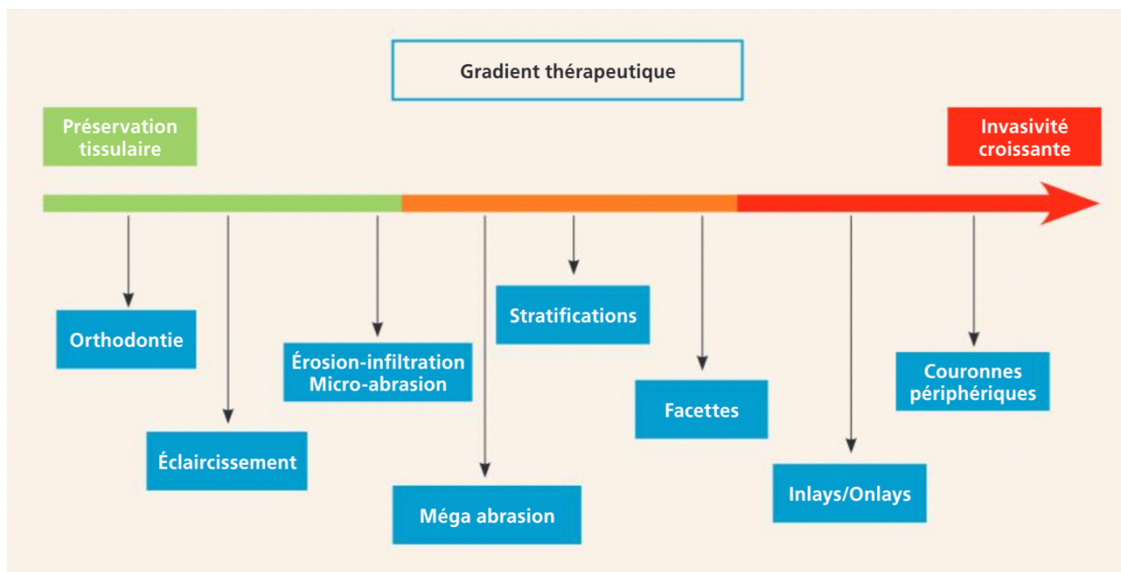 Gradient thérapeutique
Préservation
tissulaire
Invasivité
croissante
Orthodontie
Éclaircissement
Érosion-infiltration
Micro-abrasion
Méga abrasion
Stratifications
Facettes
Inlays/Onlays
Couronnes
périphériques